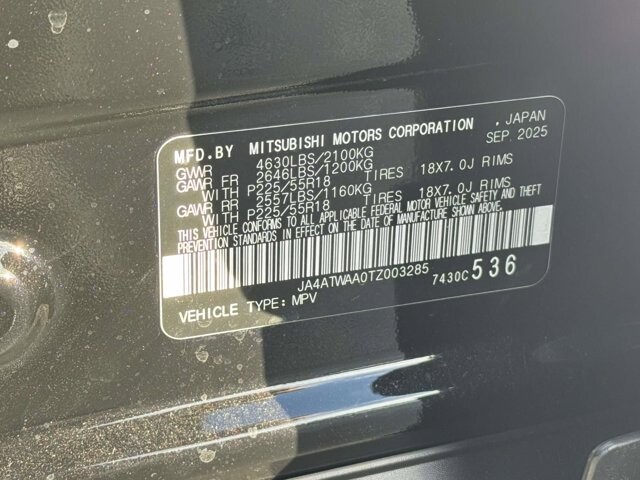 MFD.BY MITSUBISHI MOTORS CORPORATION , JAPAN
GVWR 4630LBS/2100KG SEP. 2025
GAWR FR 2646LBS/1200KG
WITH P225/55R18 TIRES 18X7.0J RIMS
GAWR RR 2557LBS/1160KG
WITH P225/55R18 TIRES 18X7.0J RIMS
THIS VEHICLE CONFORMS TO ALL APPLICABLE FEDERAL MOTOR VEHICLE SAFETY AND THEFT
PREVENTION STANDARDS IN EFFECT ON THE DATE OF MANUFACTURE SHOWN ABOVE.
JA4ATWAA0TZ003285 7430C 536
VEHICLE TYPE: MPV